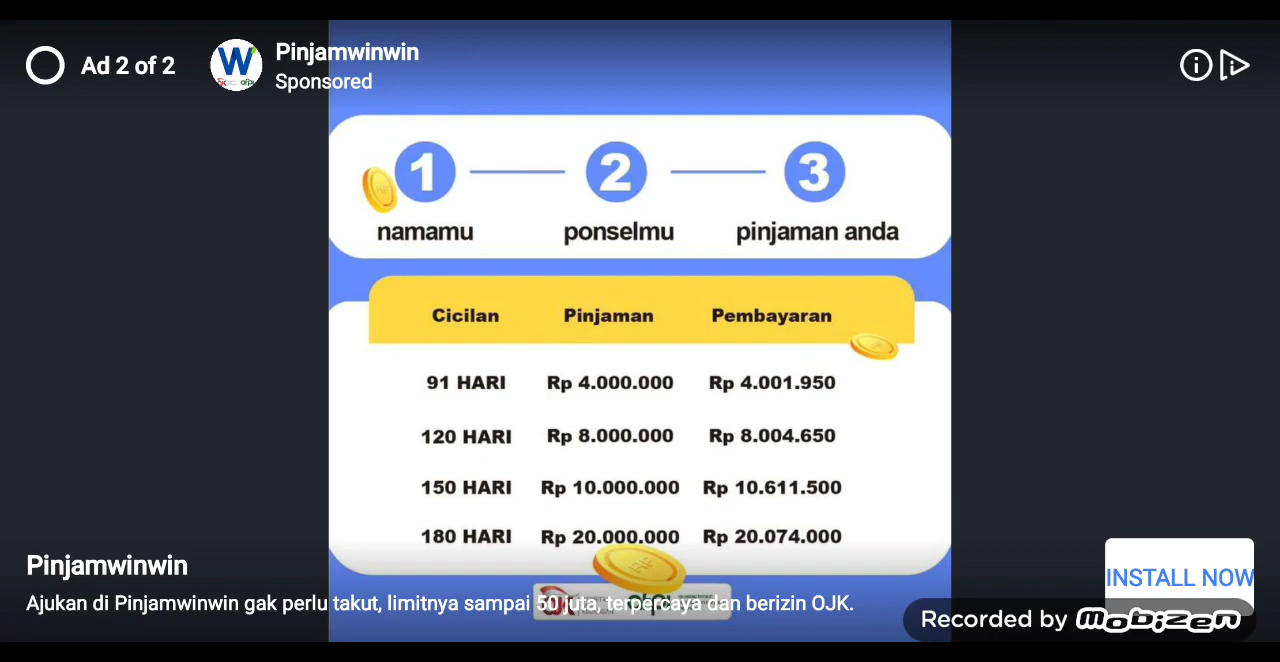 Ad 2 of 2
Pinjamwinwin
Sponsored
1 2 3
namamu ponselmu pinjaman anda
Cicilan Pinjaman Pembayaran
91 HARI Rp 4.000.000 Rp 4.001.950
120 HARI Rp 8.000.000 Rp 8.004.650
150 HARI Rp 10.000.000 Rp 10.611.500
180 HARI Rp 20.000.000 Rp 20.074.000
Pinjamwinwin
Ajukan di Pinjamwinwin gak perlu takut, limitnya sampai 50 juta, terpercaya dan berizin OJK.
INSTALL NOW
Recorded by mobizen